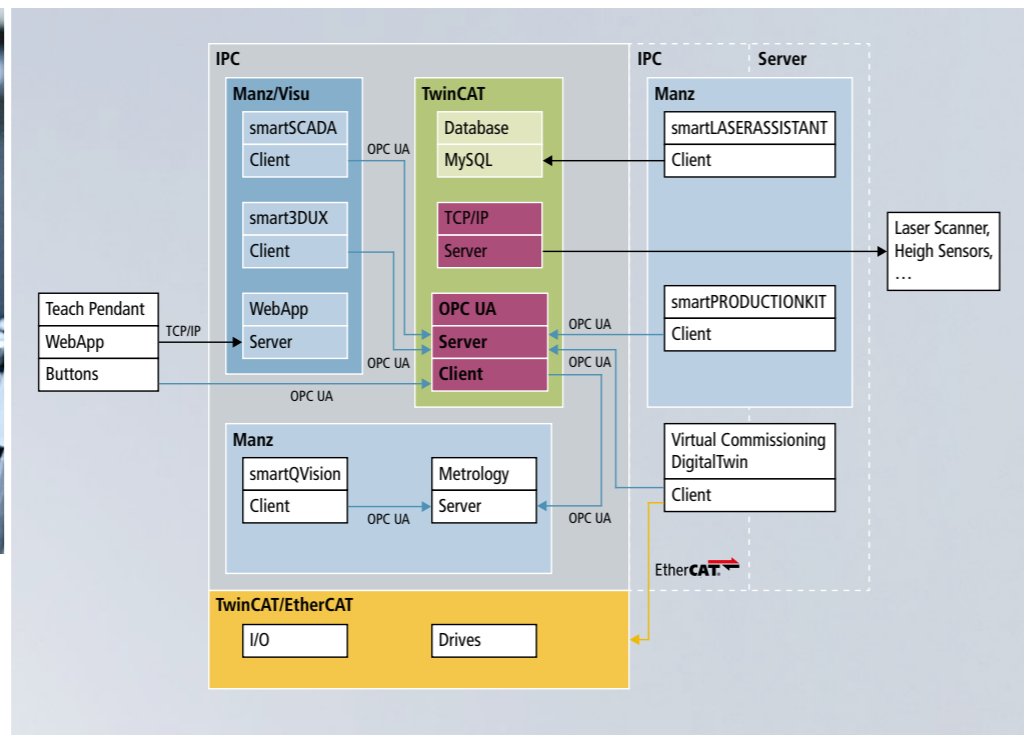 IPC
Manz/Visu
smartSCADA
Client
OPC UA
smart3DUX
Client
WebApp
Server
OPC UA
TwinCAT
Database
MySQL
TCP/IP
Server
OPC UA
Server
Client
Teach Pendant
WebApp
Buttons
TCP/IP
OPC UA
IPC
Server
Manz
smartLASERASSISTANT
Client
smartPRODUCTIONKIT
Client
OPC UA
OPC UA
Laser Scanner,
Heigh Sensors,
…
Manz
smartQVision
Client
OPC UA
Metrology
Server
OPC UA
Virtual Commissioning
DigitalTwin
Client
EtherCAT®
TwinCAT/EtherCAT
I/O
Drives